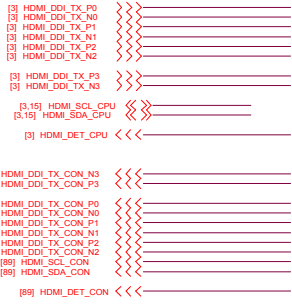 [3] HDMI_DDI_TX_P0
[3] HDMI_DDI_TX_N0
[3] HDMI_DDI_TX_P1
[3] HDMI_DDI_TX_N1
[3] HDMI_DDI_TX_P2
[3] HDMI_DDI_TX_N2
[3] HDMI_DDI_TX_P3
[3] HDMI_DDI_TX_N3
[3,15] HDMI_SCL_CPU
[3,15] HDMI_SDA_CPU
[3] HDMI_DET_CPU
HDMI_DDI_TX_CON_N3
HDMI_DDI_TX_CON_P3
HDMI_DDI_TX_CON_P0
HDMI_DDI_TX_CON_N0
HDMI_DDI_TX_CON_P1
HDMI_DDI_TX_CON_N1
HDMI_DDI_TX_CON_P2
HDMI_DDI_TX_CON_N2
[89] HDMI_SCL_CON
[89] HDMI_SDA_CON
[89] HDMI_DET_CON